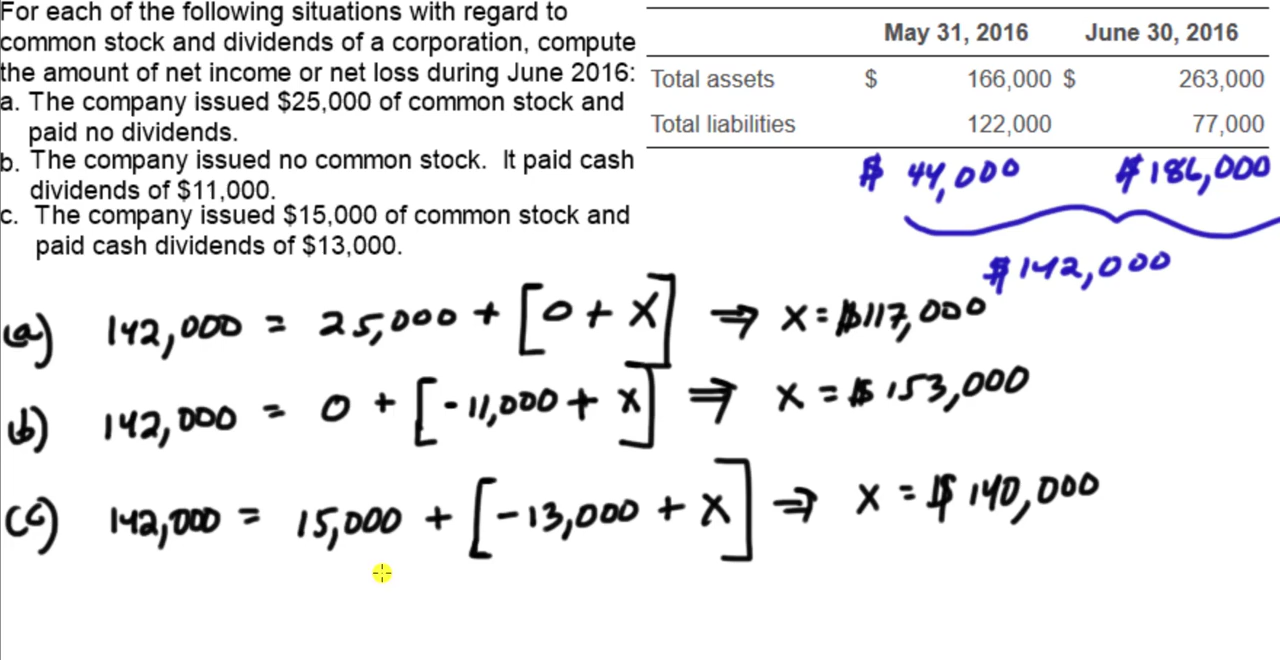 For each of the following situations with regard to
common stock and dividends of a corporation, compute
the amount of net income or net loss during June 2016:
a. The company issued $25,000 of common stock and
paid no dividends.
b. The company issued no common stock. It paid cash
dividends of $11,000.
c. The company issued $15,000 of common stock and
paid cash dividends of $13,000.
May 31, 2016 June 30, 2016
Total assets $ 166,000 $ 263,000
Total liabilities 122,000 77,000
$ 44,000 $186,000
$142,000
(a) 142,000 = 25,000 + [0 + X] ⇒ X = $117,000
(b) 142,000 = 0 + [-11,000 + X] ⇒ X = $153,000
(c) 142,000 = 15,000 + [-13,000 + X] ⇒ X = $140,000